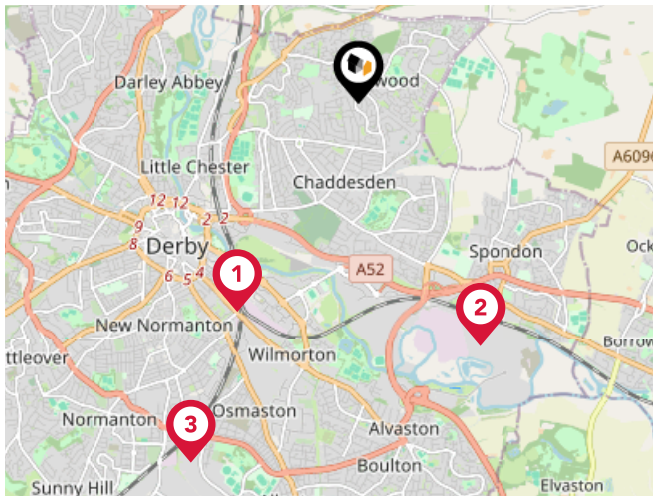 Darley Abbey
wood
A6096
Little Chester
Chaddesden
12 12
2 2
9
8
Derby
Spondon
Ock
A52
6 5 4
1
2
New Normanton
ttleover
Wilmorton
Borrow
3
Osmaston
Normanton
Alvaston
Boulton
Sunny Hill
Elvaston